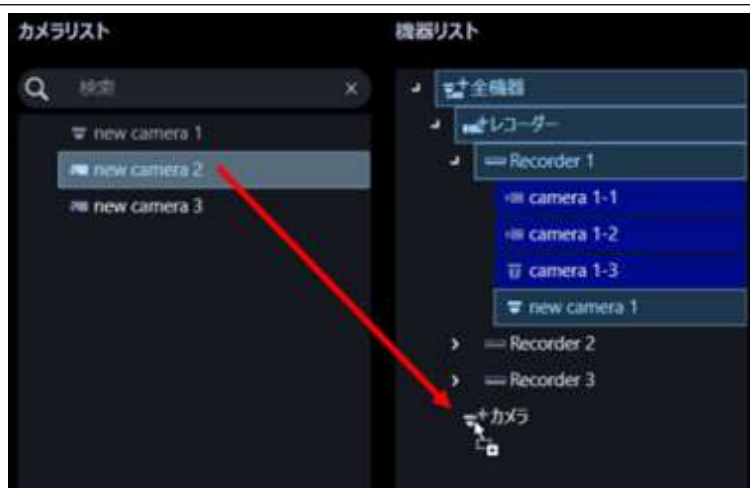 カメラリスト
検索
new camera 1
new camera 2
new camera 3
機器リスト
全機器
レコーダー
Recorder 1
camera 1-1
camera 1-2
camera 1-3
new camera 1
Recorder 2
Recorder 3
カメラ